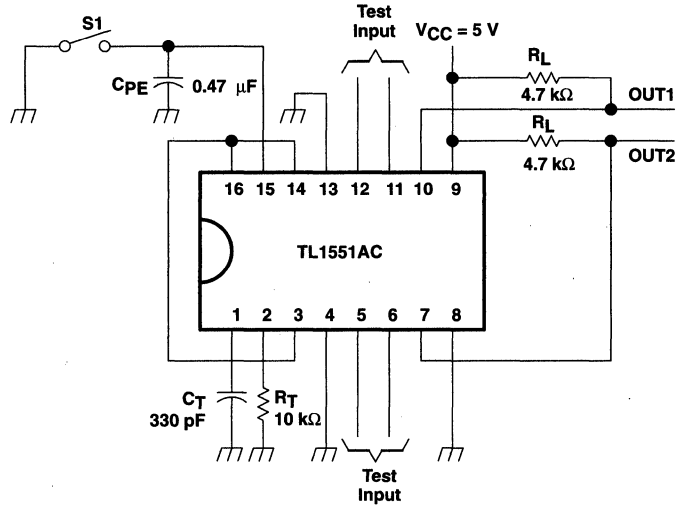 S1
Test
Input
VCC = 5 V
RL
CPE
0.47 µF
4.7 kΩ
OUT1
RL
4.7 kΩ
OUT2
16 15 14 13 12 11 10 9
TL1551AC
1 2 3 4 5 6 7 8
CT
330 pF
RT
10 kΩ
Test
Input